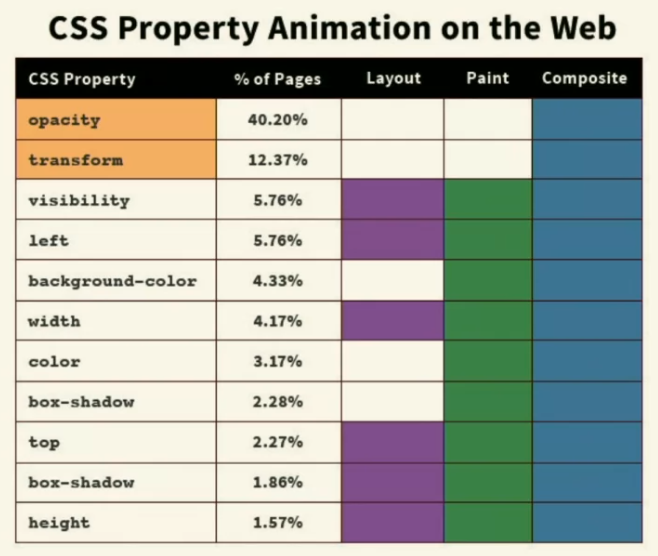 CSS Property Animation on the Web
CSS Property % of Pages Layout Paint Composite
opacity 40.20%
transform 12.37%
visibility 5.76%
left 5.76%
background-color 4.33%
width 4.17%
color 3.17%
box-shadow 2.28%
top 2.27%
box-shadow 1.86%
height 1.57%